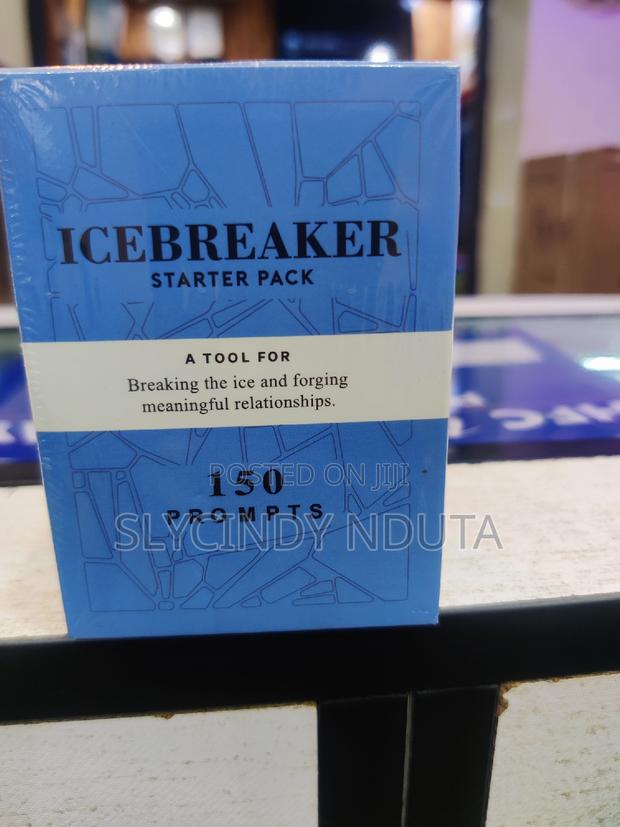 ICEBREAKER
STARTER PACK
A TOOL FOR
Breaking the ice and forging
meaningful relationships.
POSTED ON JIJI
150
PROMPTS
SLYCINDY NDUTA